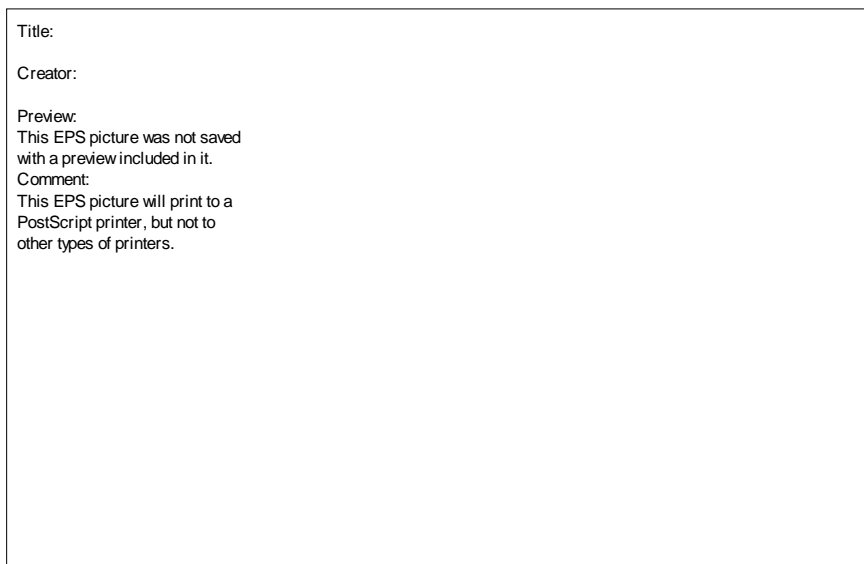 Title:
Creator:
Preview:
This EPS picture was not saved
with a preview included in it.
Comment:
This EPS picture will print to a
PostScript printer, but not to
other types of printers.